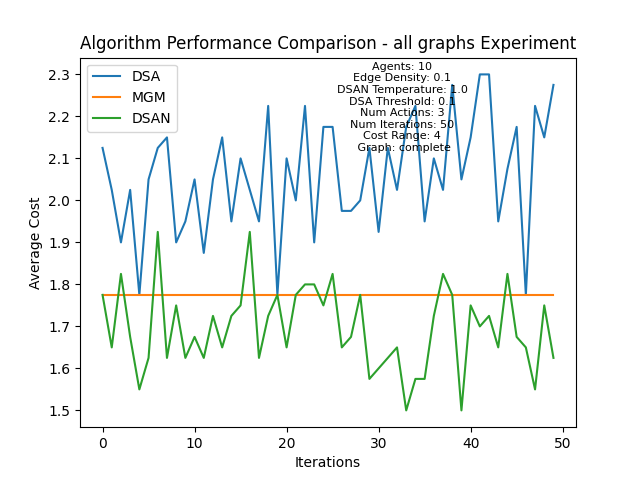 Algorithm Performance Comparison - all graphs Experiment
DSA
MGM
DSAN
Agents: 10
Edge Density: 0.1
DSAN Temperature: 1.0
DSA Threshold: 0.1
Num Actions: 3
Num Iterations: 50
Cost Range: 4
Graph: complete
2.3
2.2
2.1
2.0
1.9
1.8
1.7
1.6
1.5
Average Cost
0 10 20 30 40 50
Iterations